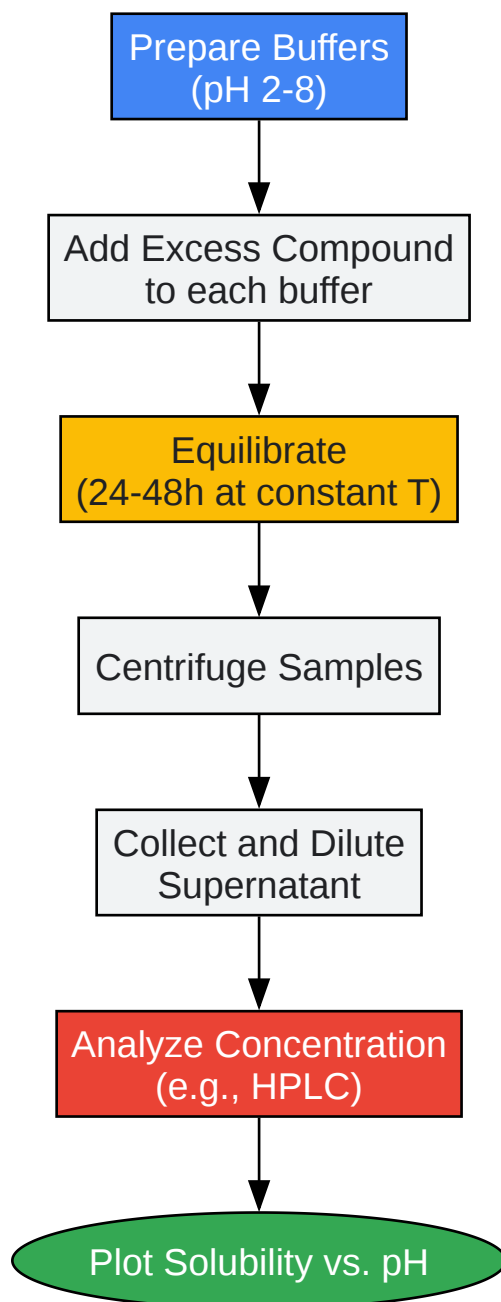 Prepare Buffers
(pH 2-8)
Add Excess Compound
to each buffer
Equilibrate
(24-48h at constant T)
Centrifuge Samples
Collect and Dilute
Supernatant
Analyze Concentration
(e.g., HPLC)
Plot Solubility vs. pH